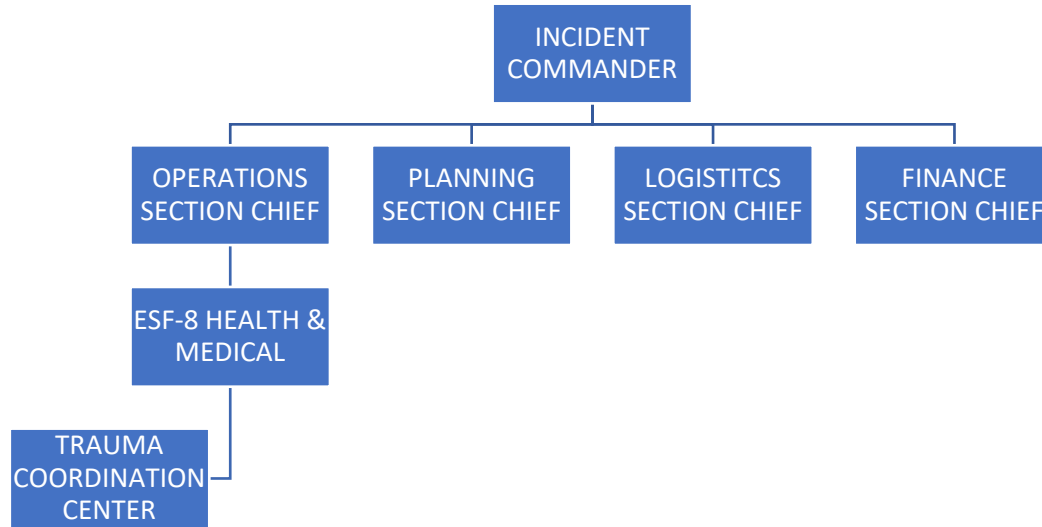 INCIDENT
COMMANDER
OPERATIONS
SECTION CHIEF
PLANNING
SECTION CHIEF
LOGISTITCS
SECTION CHIEF
FINANCE
SECTION CHIEF
ESF-8 HEALTH &
MEDICAL
TRAUMA
COORDINATION
CENTER